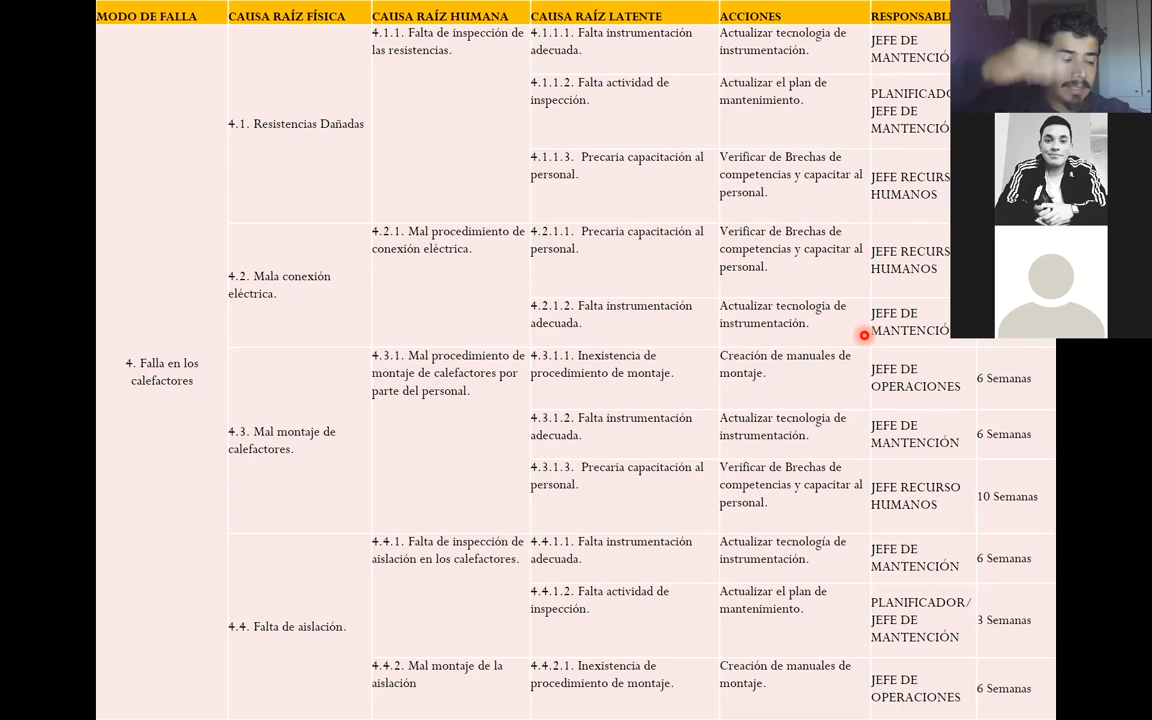 MODO DE FALLA
CAUSA RAÍZ FÍSICA
CAUSA RAÍZ HUMANA
CAUSA RAÍZ LATENTE
ACCIONES
4. Falla en los
calefactores
4.1. Resistencias Dañadas
4.1.1. Falta de inspección de
las resistencias.
4.1.1.1. Falta instrumentación
adecuada.
Actualizar tecnologia de
instrumentación.
JEFE DE
4.1.1.2. Falta actividad de
inspección.
Actualizar el plan de
mantenimiento.
JEFE DE
4.1.1.3. Precaria capacitación al
personal.
Verificar de Brechas de
competencias y capacitar al
personal.
JEFE
HUMANOS
4.2. Mala conexión
eléctrica.
4.2.1. Mal procedimiento de
conexión eléctrica.
4.2.1.1. Precaria capacitación al
personal.
Verificar de Brechas de
competencias y capacitar al
personal.
JEFE
HUMANOS
4.2.1.2. Falta instrumentación
adecuada.
Actualizar tecnologia de
instrumentación.
JEFE DE
4.3. Mal montaje de
calefactores.
4.3.1. Mal procedimiento de
montaje de calefactores por
parte del personal.
4.3.1.1. Inexistencia de
procedimiento de montaje.
Creación de manuales de
montaje.
JEFE DE
OPERACIONES
6 Semanas
4.3.1.2. Falta instrumentación
adecuada.
Actualizar tecnologia de
instrumentación.
JEFE DE
MANTENCIÓN
6 Semanas
4.3.1.3. Precaria capacitación al
personal.
Verificar de Brechas de
competencias y capacitar al
personal.
JEFE RECURSO
HUMANOS
10 Semanas
4.4. Falta de aislación.
4.4.1. Falta de inspección de
aislación en los calefactores.
4.4.1.1. Falta instrumentación
adecuada.
Actualizar tecnología de
instrumentación.
JEFE DE
MANTENCIÓN
6 Semanas
4.4.1.2. Falta actividad de
inspección.
Actualizar el plan de
mantenimiento.
PLANIFICADOR/
JEFE DE
MANTENCIÓN
3 Semanas
4.4.2. Mal montaje de la
aislación
4.4.2.1. Inexistencia de
procedimiento de montaje.
Creación de manuales de
montaje.
JEFE DE
OPERACIONES
6 Semanas